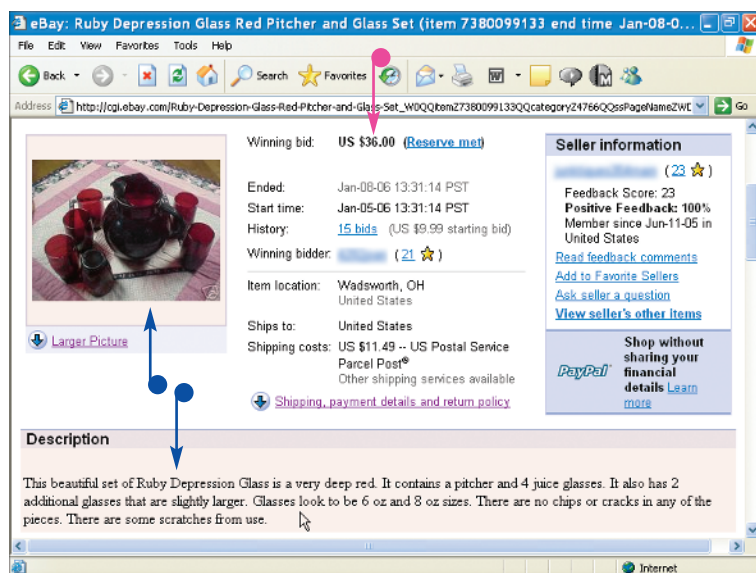 eBay: Ruby Depression Glass Red Pitcher and Glass Set (item 7380099133 end time Jan-08-0...
File Edit View Favorites Tools Help
Back Search Favorites
Address http://cgi.ebay.com/Ruby-Depression-Glass-Red-Pitcher-and-Glass-Set_W0QQitemZ7380099133QQcategoryZ4766QQssPageNameZWD Go
Winning bid: US $36.00 (Reserve met)
Ended: Jan-08-06 13:31:14 PST
Start time: Jan-05-06 13:31:14 PST
History: 15 bids (US $9.99 starting bid)
Winning bidder: (21)
Item location: Wadsworth, OH
United States
Ships to: United States
Shipping costs: US $11.49 -- US Postal Service
Parcel Post®
Other shipping services available
Shipping, payment details and return policy
Larger Picture
Seller information
(23)
Feedback Score: 23
Positive Feedback: 100%
Member since Jun-11-05 in
United States
Read feedback comments
Add to Favorite Sellers
Ask seller a question
View seller's other items
PayPal
Shop without
sharing your
financial
details Learn
more
Description
This beautiful set of Ruby Depression Glass is a very deep red. It contains a pitcher and 4 juice glasses. It also has 2
additional glasses that are slightly larger. Glasses look to be 6 oz and 8 oz sizes. There are no chips or cracks in any of the
pieces. There are some scratches from use.
Internet